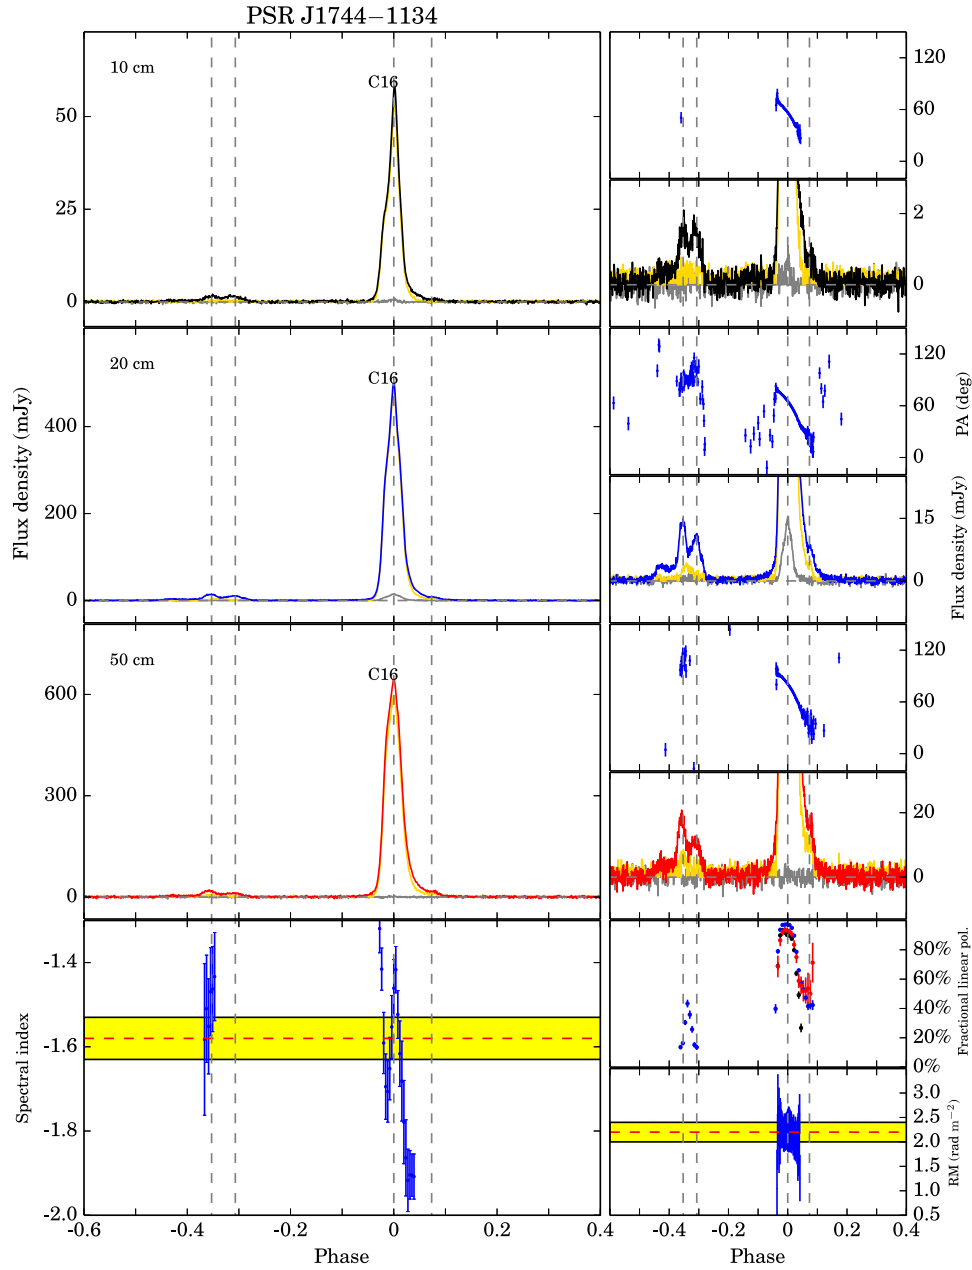 PSR J1744−1134
10 cm
C16
50
25
0
20 cm
C16
400
200
0
Flux density (mJy)
50 cm
C16
600
300
0
-1.4
-1.6
-1.8
-2.0
Spectral index
-0.6 -0.4 -0.2 0 0.2 0.4
Phase
120
60
0
2
0
120
60
0
PA (deg)
15
0
Flux density (mJy)
120
60
0
20
0
80%
60%
40%
20%
0%
Fractional linear pol.
3.0
2.5
2.0
1.5
1.0
0.5
RM (rad m−2)
-0.4 -0.2 0 0.2 0.4
Phase